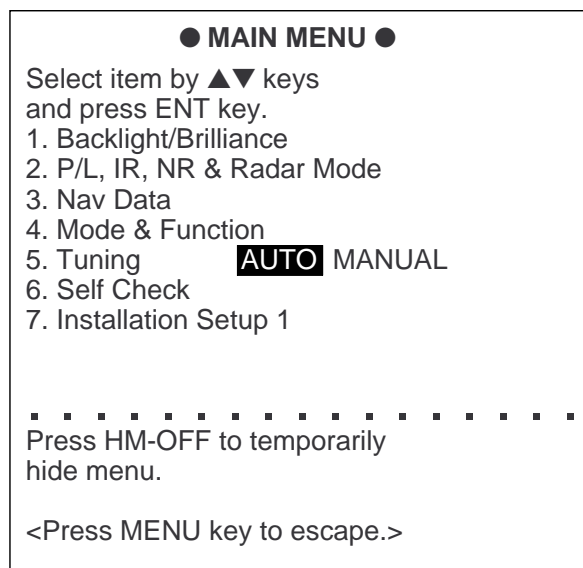 ● MAIN MENU ●
Select item by ▲▼ keys
and press ENT key.
1. Backlight/Brilliance
2. P/L, IR, NR & Radar Mode
3. Nav Data
4. Mode & Function
5. Tuning AUTO MANUAL
6. Self Check
7. Installation Setup 1
Press HM-OFF to temporarily
hide menu.
<Press MENU key to escape.>